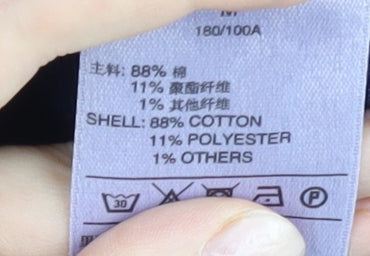 M
180/100A
主料: 88% 棉
11% 聚酯纤维
1% 其他纤维
SHELL: 88% COTTON
11% POLYESTER
1% OTHERS
30
P